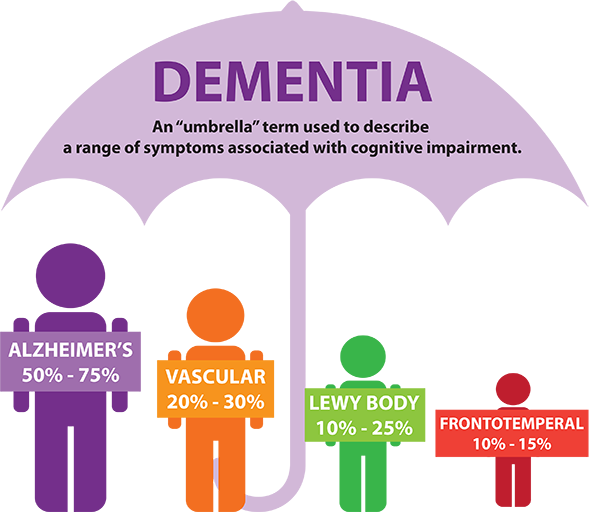 DEMENTIA
An “umbrella” term used to describe
a range of symptoms associated with cognitive impairment.
ALZHEIMER’S
50% - 75%
VASCULAR
20% - 30%
LEWY BODY
10% - 25%
FRONTOTEMPERAL
10% - 15%